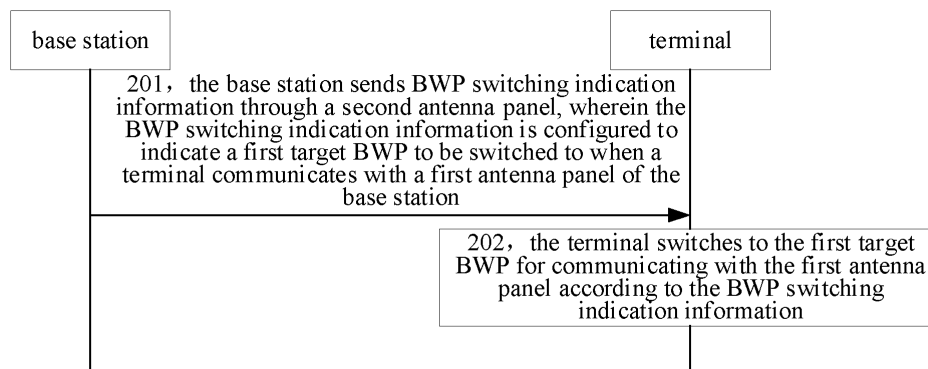 base station
terminal
201，the base station sends BWP switching indication
information through a second antenna panel, wherein the
BWP switching indication information is configured to
indicate a first target BWP to be switched to when a
terminal communicates with a first antenna panel of the
base station
202，the terminal switches to the first target
BWP for communicating with the first antenna
panel according to the BWP switching
indication information